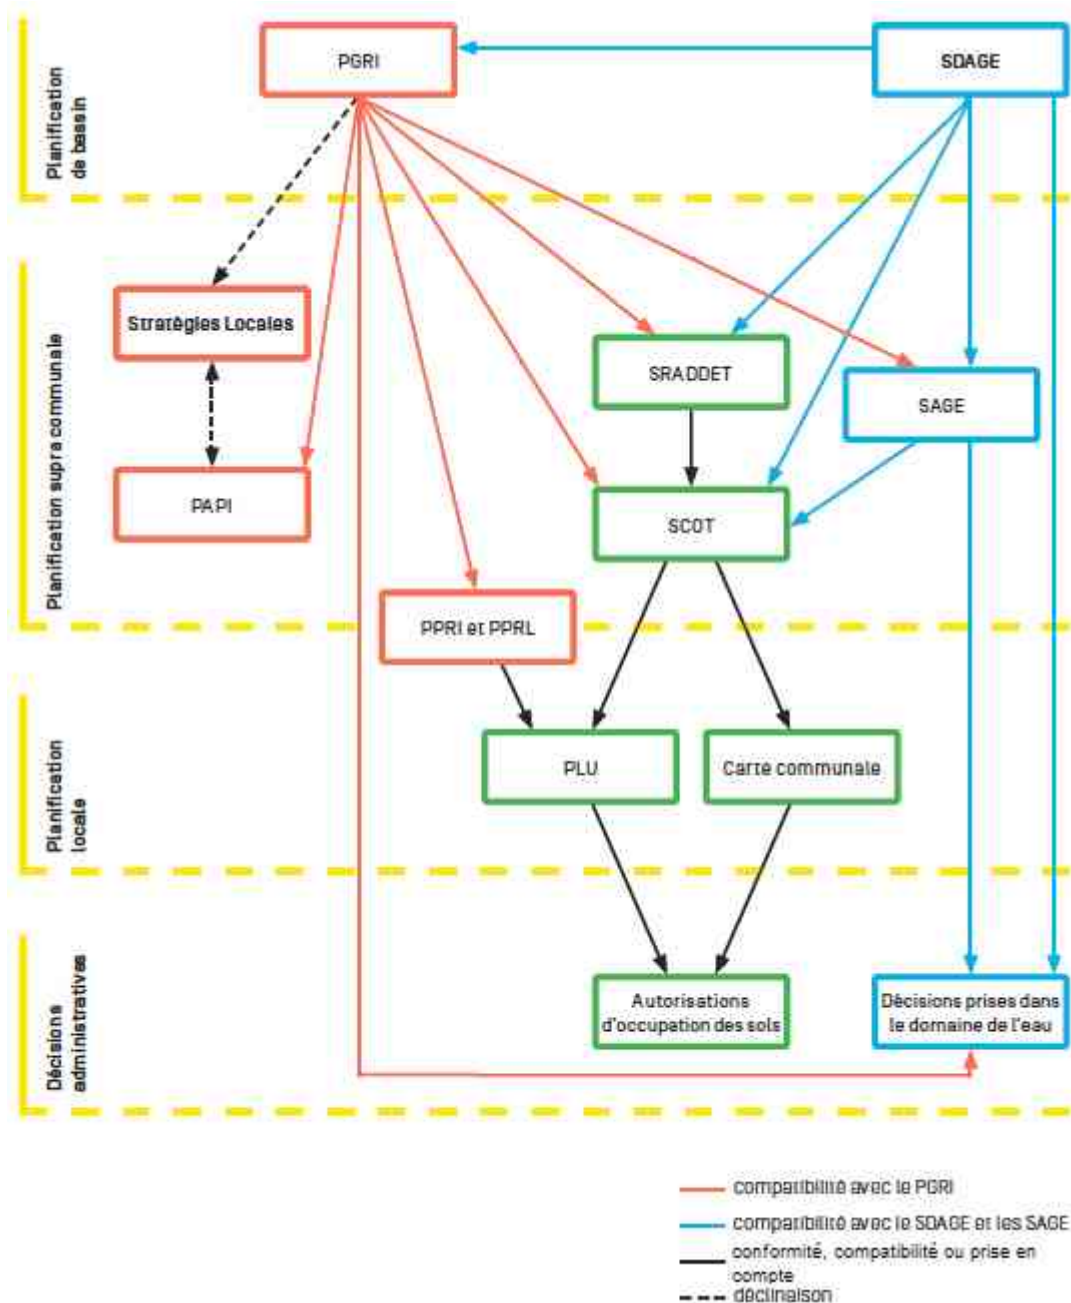 Planification
de bassin
PGRI
SDAGE
Planification supra communale
Stratégies Locales
SRADDET
SAGE
PAPI
SCOT
PPRI et PPRL
Planification
locale
PLU
Carte communale
Décisions
administratives
Autorisations
d'occupation des sols
Décisions prises dans
le domaine de l'eau
compatibilité avec le PGRI
compatibilité avec le SDAGE et les SAGE
conformité, compatibilité ou prise en
compte
déclinaison